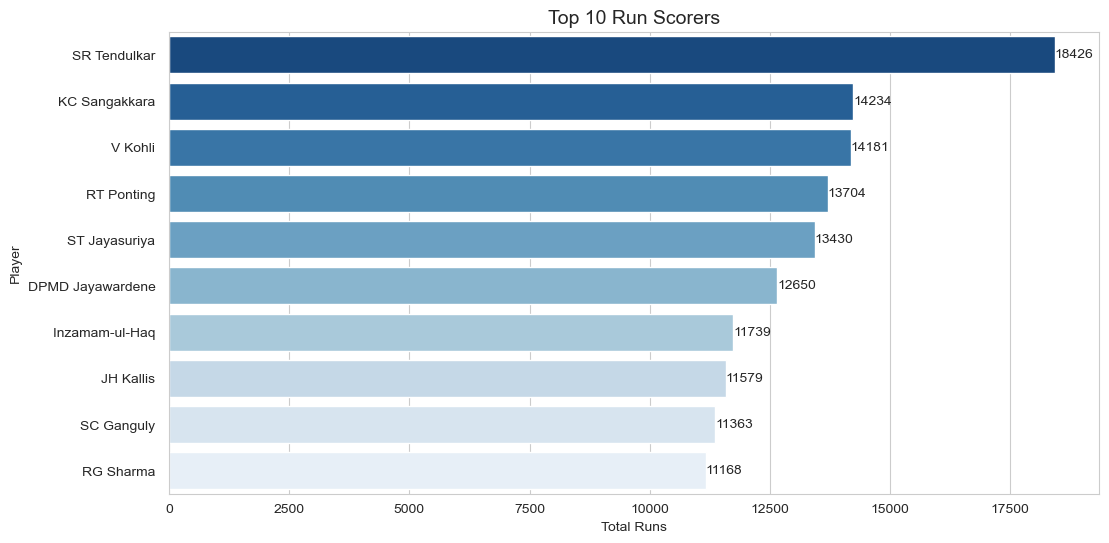 Top 10 Run Scorers
Player
SR Tendulkar 18426
KC Sangakkara 14234
V Kohli 14181
RT Ponting 13704
ST Jayasuriya 13430
DPMD Jayawardene 12650
Inzamam-ul-Haq 11739
JH Kallis 11579
SC Ganguly 11363
RG Sharma 11168
0 2500 5000 7500 10000 12500 15000 17500
Total Runs